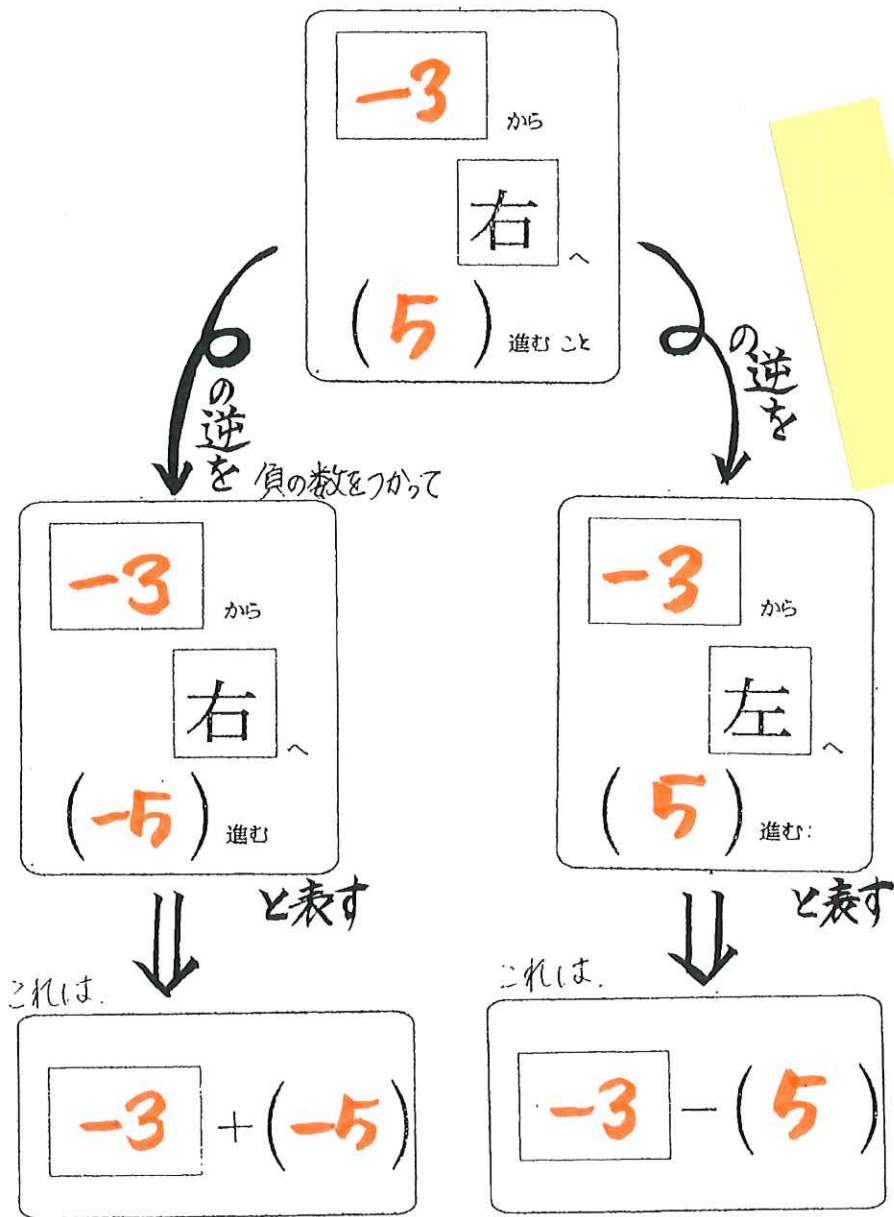 -3 から
右 へ
(5) 進む こと
の逆を
の逆を
負の数をつかって
-3 から
右 へ
(-5) 進む
と表す
-3 から
左 へ
(5) 進む:
と表す
これは.
-3 + (-5)
これは.
-3 - (5)